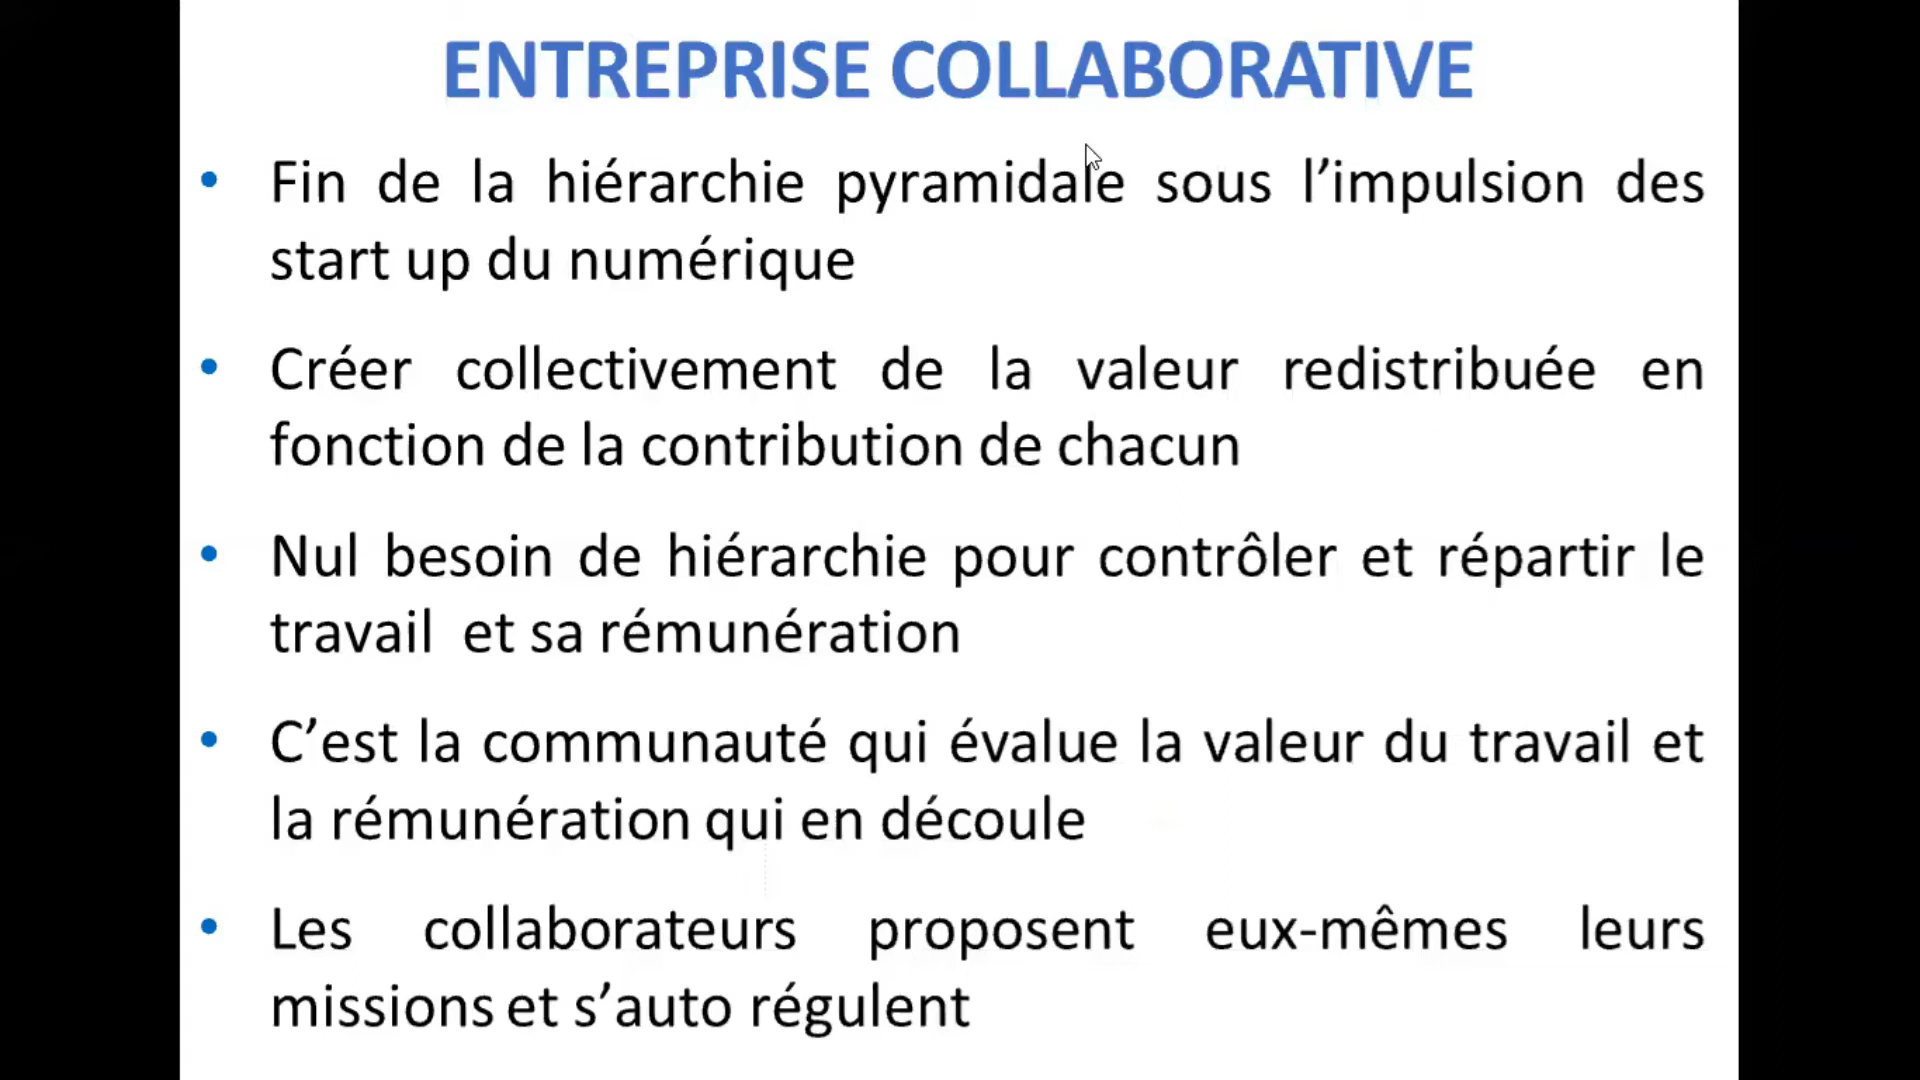 ENTREPRISE COLLABORATIVE
• Fin de la hiérarchie pyramidale sous l’impulsion des
start up du numérique
• Créer collectivement de la valeur redistribuée en
fonction de la contribution de chacun
• Nul besoin de hiérarchie pour contrôler et répartir le
travail  et sa rémunération
• C’est la communauté qui évalue la valeur du travail et
la rémunération qui en découle
• Les collaborateurs proposent eux-mêmes leurs
missions et s’auto régulent